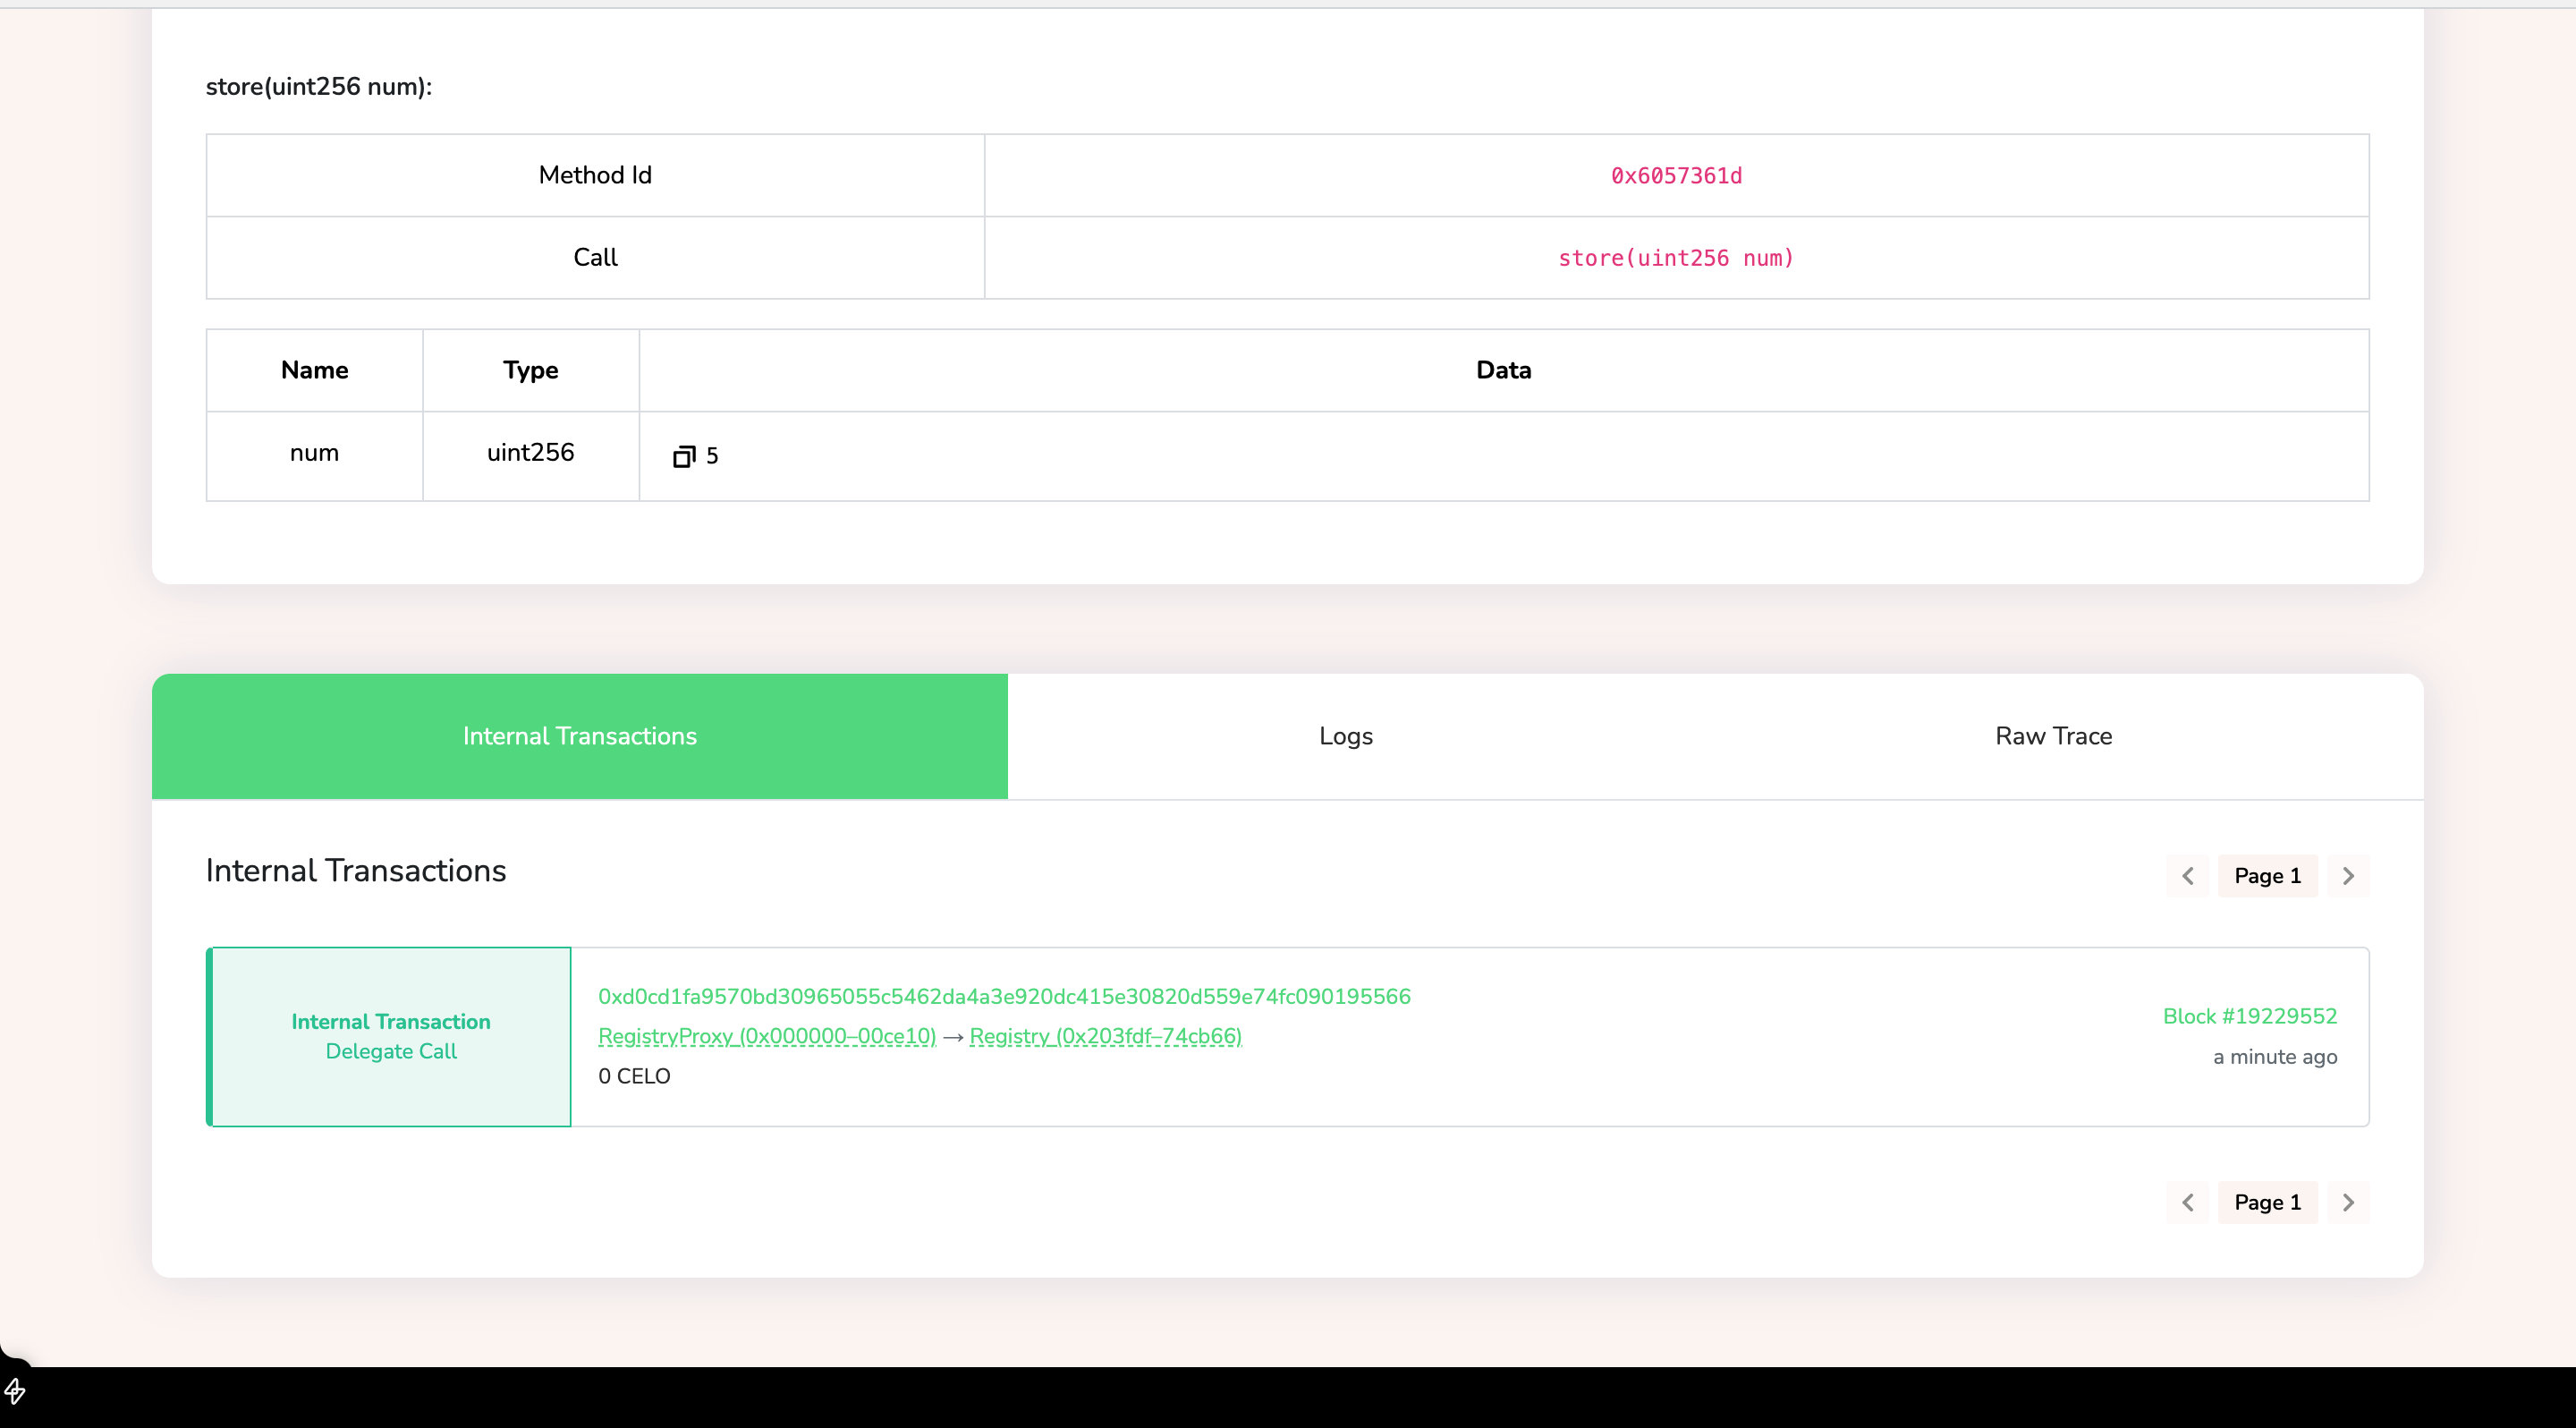 store(uint256 num):
Method Id 0x6057361d
Call store(uint256 num)
Name Type Data
num uint256 5
Internal Transactions Logs Raw Trace
Internal Transactions
Page 1
Internal Transaction
Delegate Call
0xd0cd1fa9570bd30965055c5462da4a3e920dc415e30820d559e74fc090195566
RegistryProxy (0x000000–00ce10) → Registry (0x203fdf–74cb66)
0 CELO
Block #19229552
a minute ago
Page 1